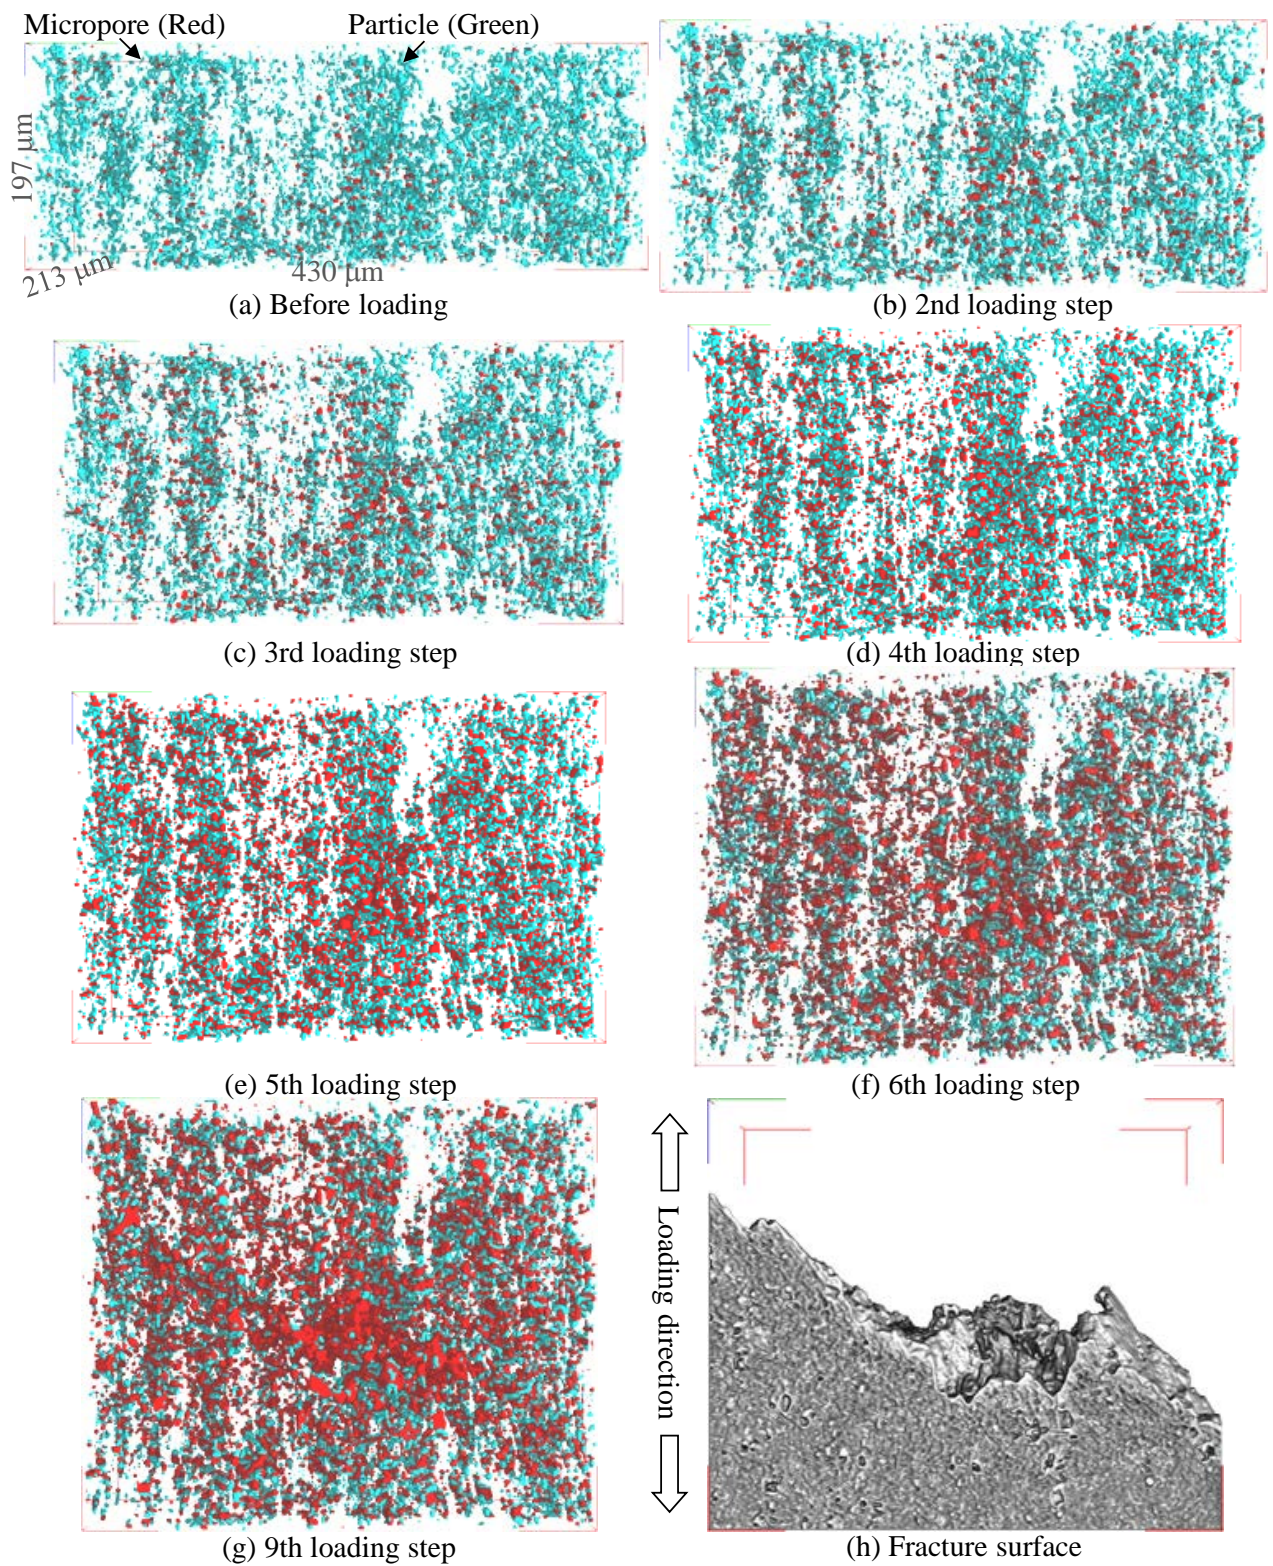 Micropore (Red)
Particle (Green)
197 μm
213 μm
430 μm
(a) Before loading
(b) 2nd loading step
(c) 3rd loading step
(d) 4th loading step
(e) 5th loading step
(f) 6th loading step
Loading direction
(g) 9th loading step
(h) Fracture surface